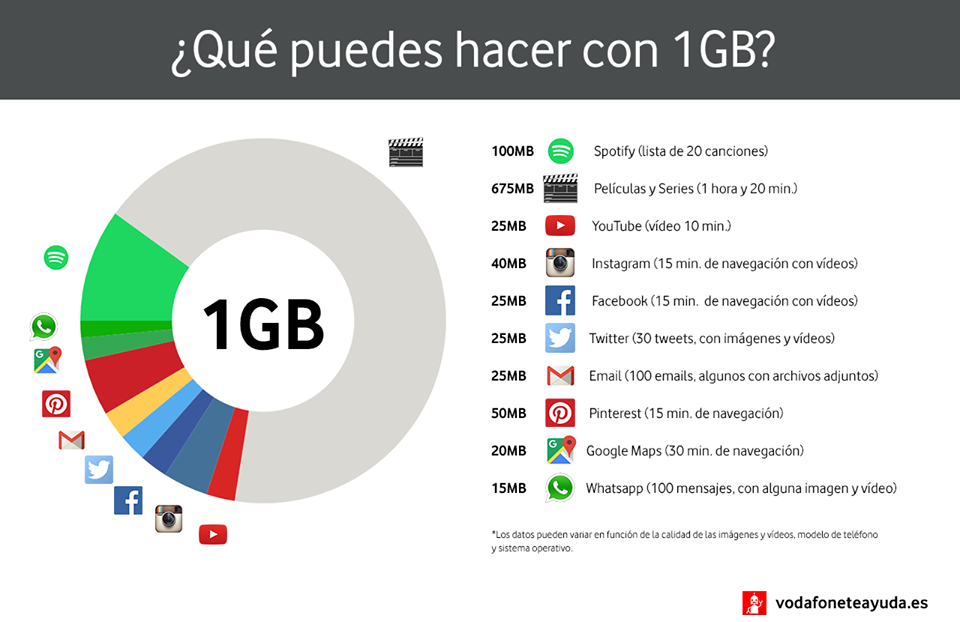 ¿Qué puedes hacer con 1GB?
1GB
100MB Spotify (lista de 20 canciones)
675MB Películas y Series (1 hora y 20 min.)
25MB YouTube (vídeo 10 min.)
40MB Instagram (15 min. de navegación con vídeos)
25MB Facebook (15 min. de navegación con vídeos)
25MB Twitter (30 tweets, con imágenes y vídeos)
25MB Email (100 emails, algunos con archivos adjuntos)
50MB Pinterest (15 min. de navegación)
20MB Google Maps (30 min. de navegación)
15MB Whatsapp (100 mensajes, con alguna imagen y vídeo)
*Los datos pueden variar en función de la calidad de las imágenes y vídeos, modelo de teléfono
y sistema operativo.
vodafoneteayuda.es